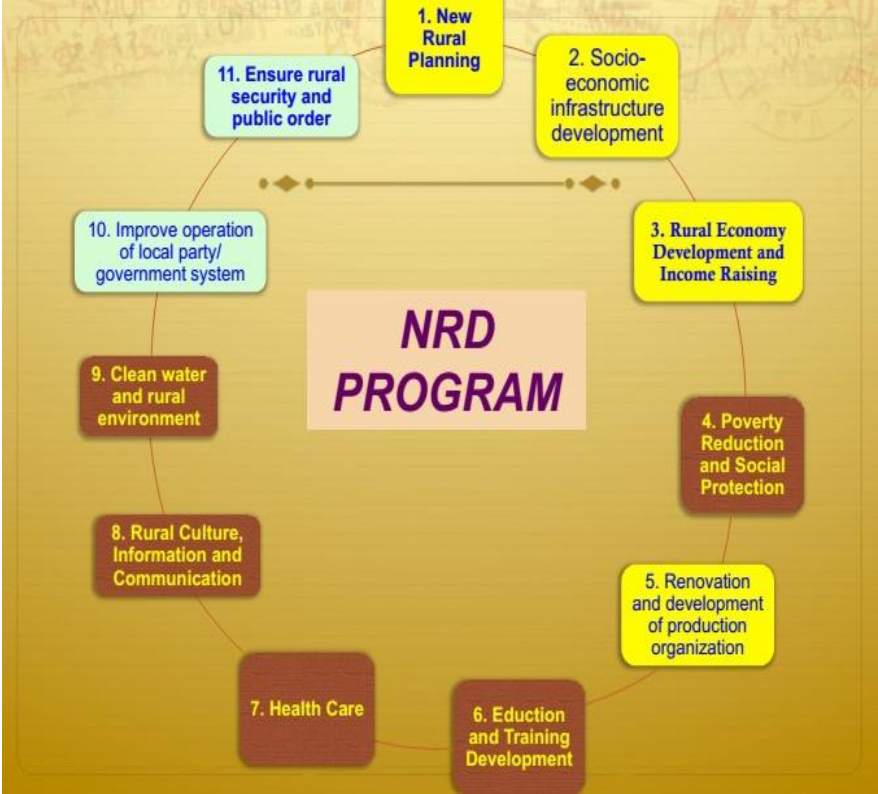 1. New
Rural
Planning
2. Socio-
economic
infrastructure
development
3. Rural Economy
Development and
Income Raising
4. Poverty
Reduction
and Social
Protection
5. Renovation
and development
of production
organization
6. Eduction
and Training
Development
7. Health Care
8. Rural Culture,
Information and
Communication
9. Clean water
and rural
environment
10. Improve operation
of local party/
government system
11. Ensure rural
security and
public order
NRD
PROGRAM